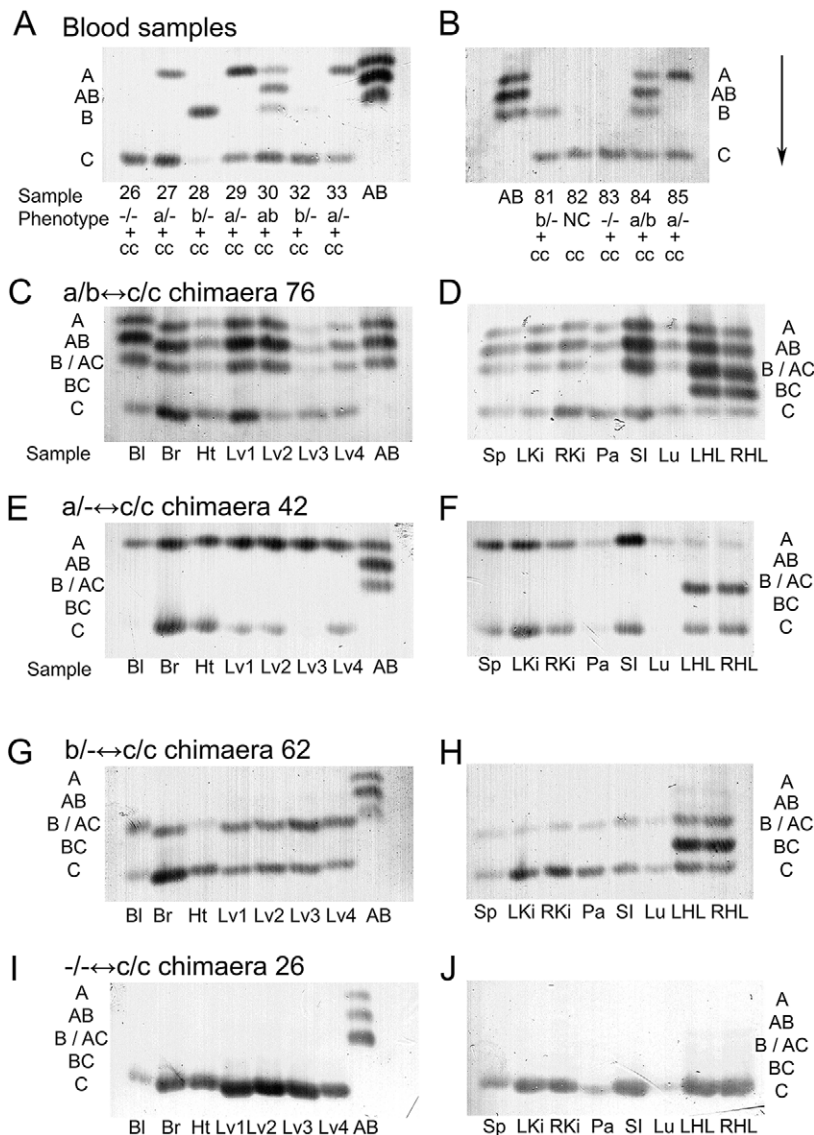 A Blood samples
A
AB
B
C
Sample 26 27 28 29 30 32 33 AB
Phenotype -/- a/- b/- a/- ab b/- a/-
+ + + + + + +
cc cc cc cc cc cc cc
B
A
AB
B
C
AB 81 82 83 84 85
b/- NC -/- a/b a/-
+ + + +
cc cc cc cc cc
C a/b↔c/c chimaera 76
A
AB
B / AC
BC
C
Sample Bl Br Ht Lv1 Lv2 Lv3 Lv4 AB
D
A
AB
B / AC
BC
C
Sp LKi RKi Pa SI Lu LHL RHL
E a/-↔c/c chimaera 42
A
AB
B / AC
BC
C
Sample Bl Br Ht Lv1 Lv2 Lv3 Lv4 AB
F
A
AB
B / AC
BC
C
Sp LKi RKi Pa SI Lu LHL RHL
G b/-↔c/c chimaera 62
A
AB
B / AC
BC
C
Bl Br Ht Lv1 Lv2 Lv3 Lv4 AB
H
A
AB
B / AC
BC
C
Sp LKi RKi Pa SI Lu LHL RHL
I -/-↔c/c chimaera 26
A
AB
B / AC
BC
C
Bl Br Ht Lv1 Lv2 Lv3 Lv4 AB
J
A
AB
B / AC
BC
C
Sp LKi RKi Pa SI Lu LHL RHL